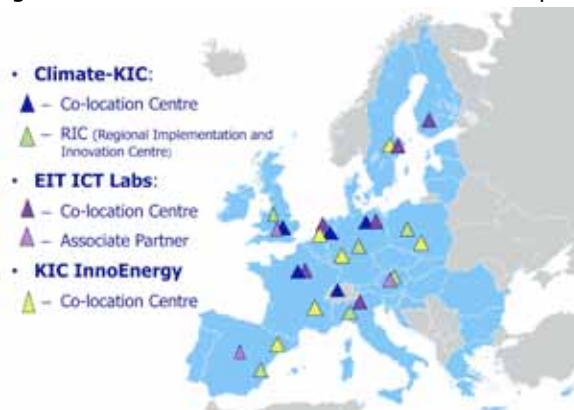 • Climate-KIC:
– Co-location Centre
– RIC (Regional Implementation and
Innovation Centre)
• EIT ICT Labs:
– Co-location Centre
– Associate Partner
• KIC InnoEnergy
– Co-location Centre